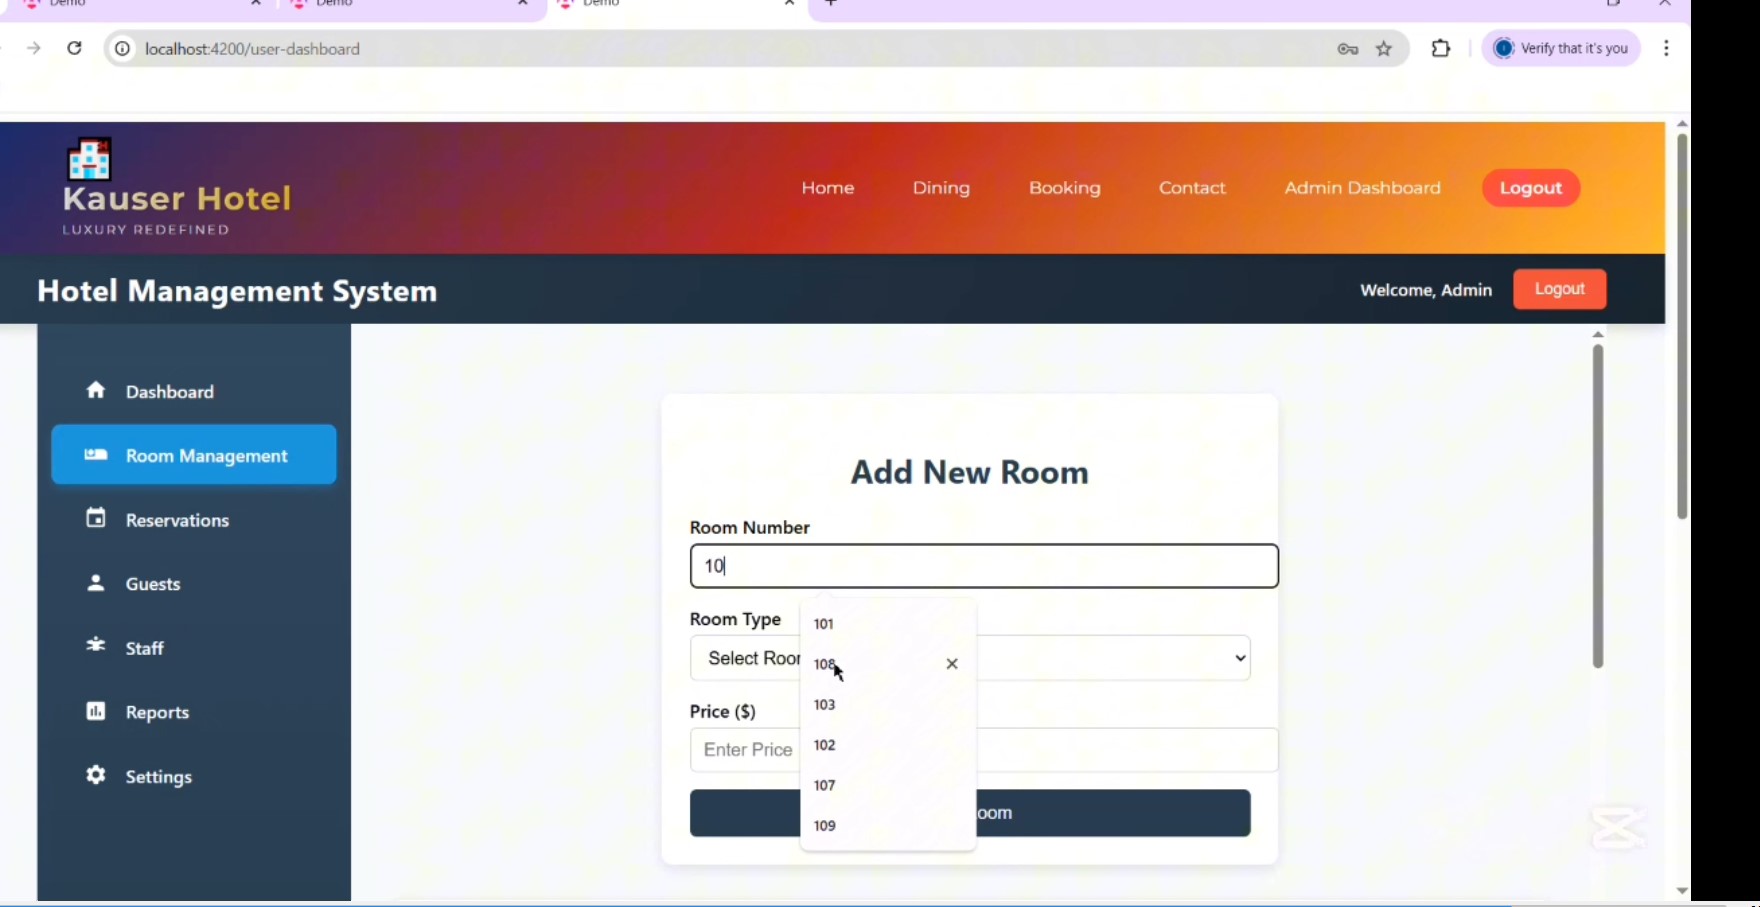 Demo
Demo
Demo
localhost:4200/user-dashboard
Verify that it's you
Kauser Hotel
LUXURY REDEFINED
Home
Dining
Booking
Contact
Admin Dashboard
Logout
Hotel Management System
Welcome, Admin
Logout
Dashboard
Room Management
Reservations
Guests
Staff
Reports
Settings
Add New Room
Room Number
10
Room Type
Select Roo
Price ($)
Enter Price
oom
101
108
103
102
107
109